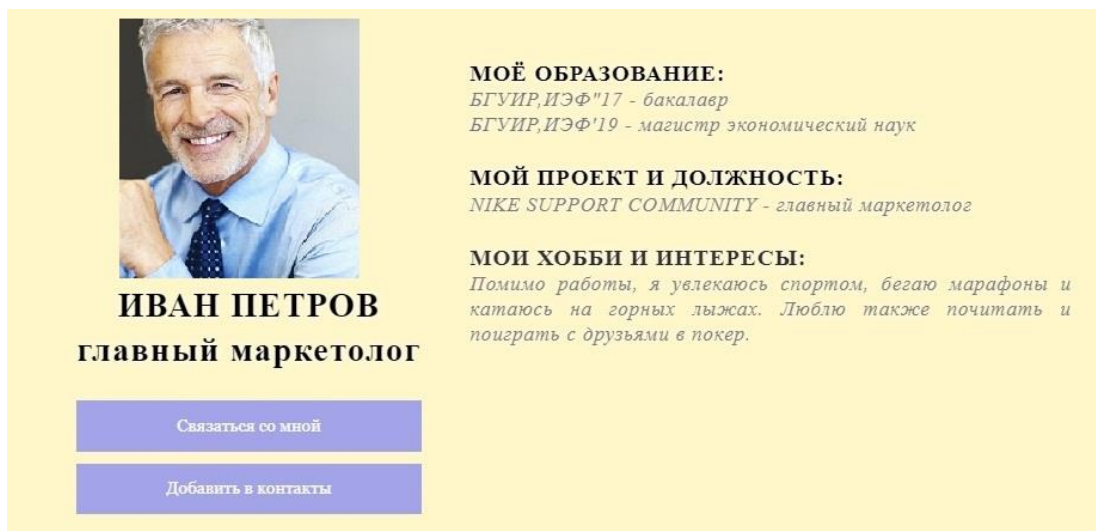 ИВАН ПЕТРОВ
главный маркетолог
Связаться со мной
Добавить в контакты
МОЁ ОБРАЗОВАНИЕ:
БГУИР,ИЭФ"17 - бакалавр
БГУИР,ИЭФ'19 - магистр экономический наук
МОЙ ПРОЕКТ И ДОЛЖНОСТЬ:
NIKE SUPPORT COMMUNITY - главный маркетолог
МОИ ХОББИ И ИНТЕРЕСЫ:
Помимо работы, я увлекаюсь спортом, бегаю марафоны и
катаюсь на горных лыжах. Люблю также почитать и
поиграть с друзьями в покер.